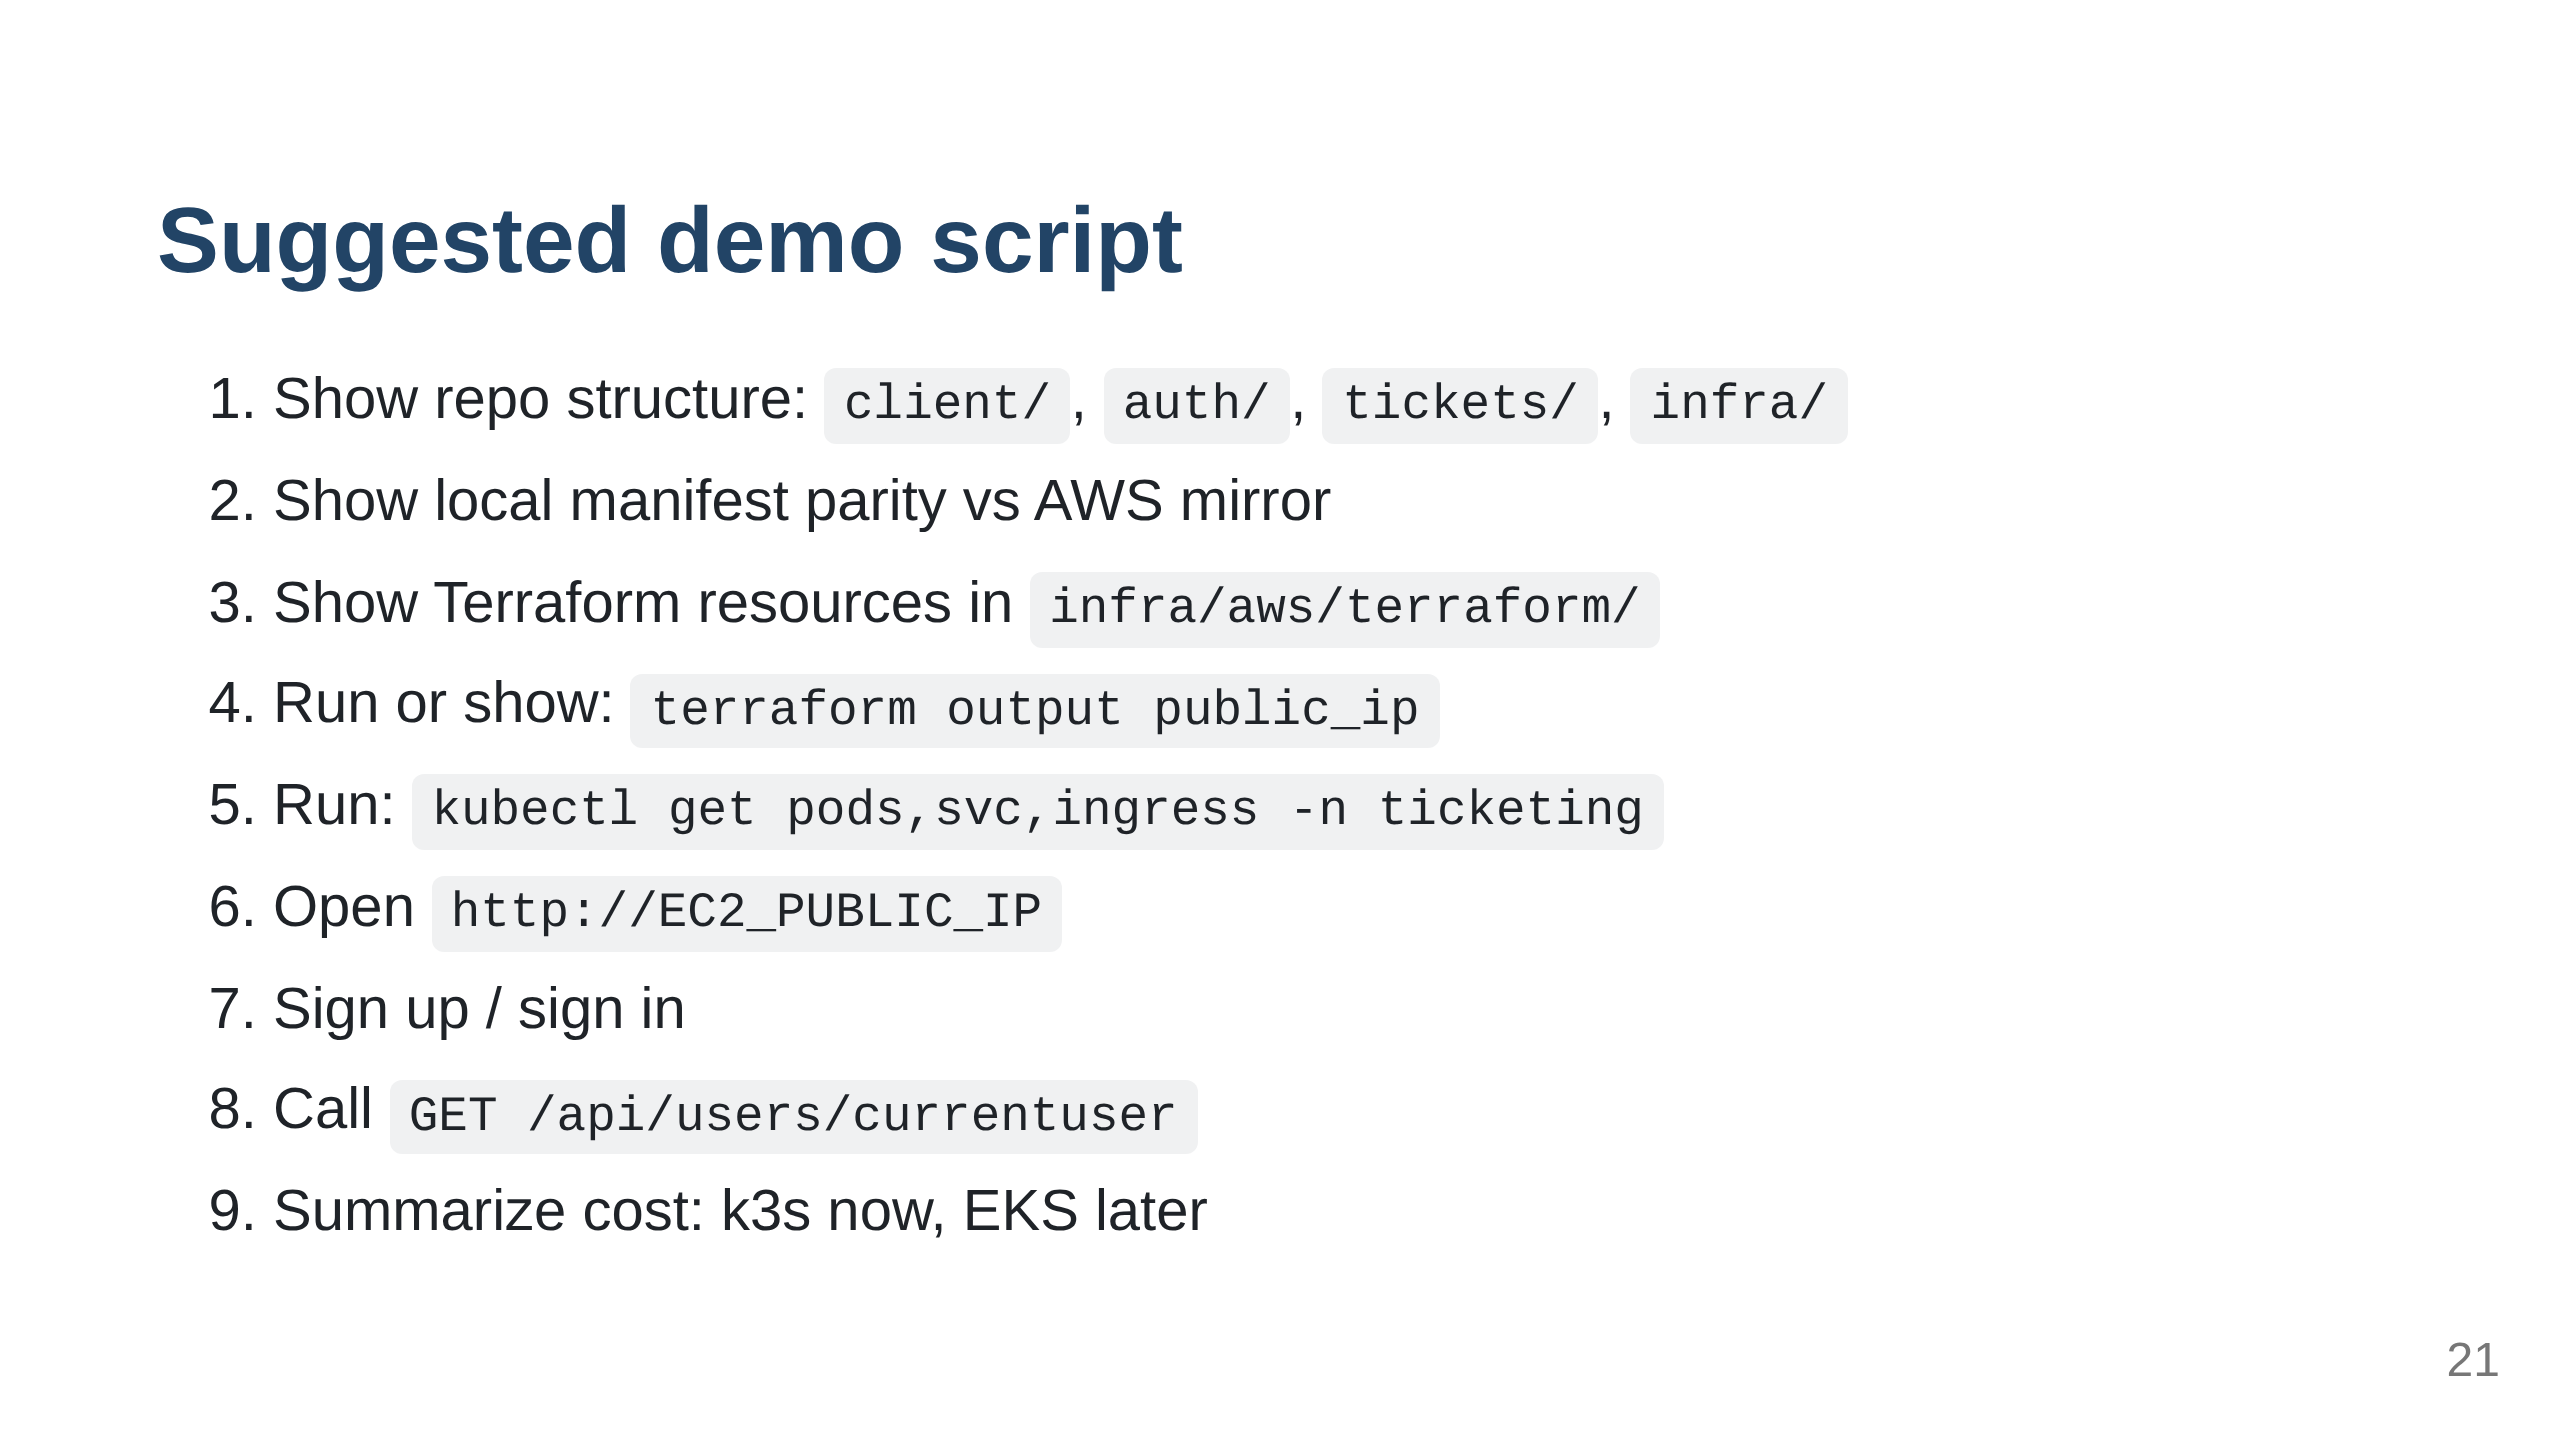 Suggested demo script
1. Show repo structure: client/, auth/, tickets/, infra/
2. Show local manifest parity vs AWS mirror
3. Show Terraform resources in infra/aws/terraform/
4. Run or show: terraform output public_ip
5. Run: kubectl get pods,svc,ingress -n ticketing
6. Open http://EC2_PUBLIC_IP
7. Sign up / sign in
8. Call GET /api/users/currentuser
9. Summarize cost: k3s now, EKS later
21